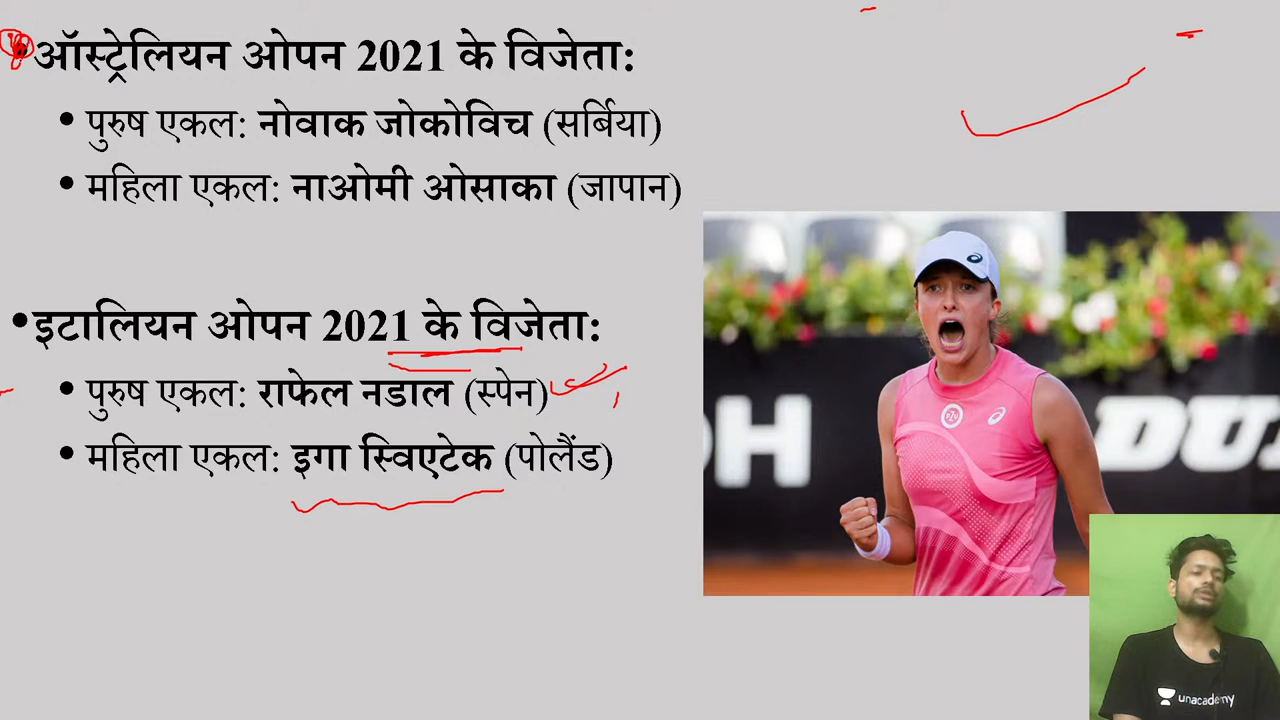 ऑस्ट्रेलियन ओपन 2021 के विजेता:
• पुरुष एकल: नोवाक जोकोविच (सर्बिया)
• महिला एकल: नाओमी ओसाका (जापान)
•इटालियन ओपन 2021 के विजेता:
• पुरुष एकल: राफेल नडाल (स्पेन)
• महिला एकल: इगा स्विएटेक (पोलैंड)
PZU
unacademy